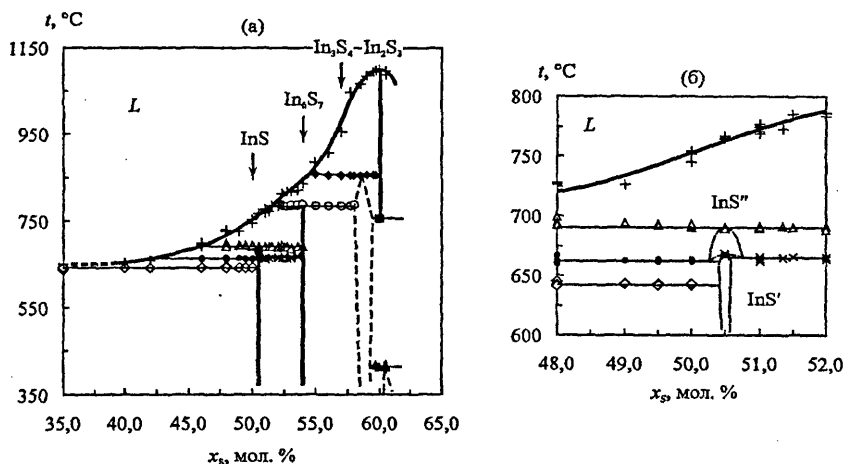 t, °C
(а)
1150
950
750
550
350
L
InS
In₆S₇
In₃S₄~In₂S₃
35,0 40,0 45,0 50,0 55,0 60,0 65,0
xₛ, мол. %
(б)
t, °C
800
750
700
650
600
L
InS"
InS'
48,0 49,0 50,0 51,0 52,0
xₛ, мол. %